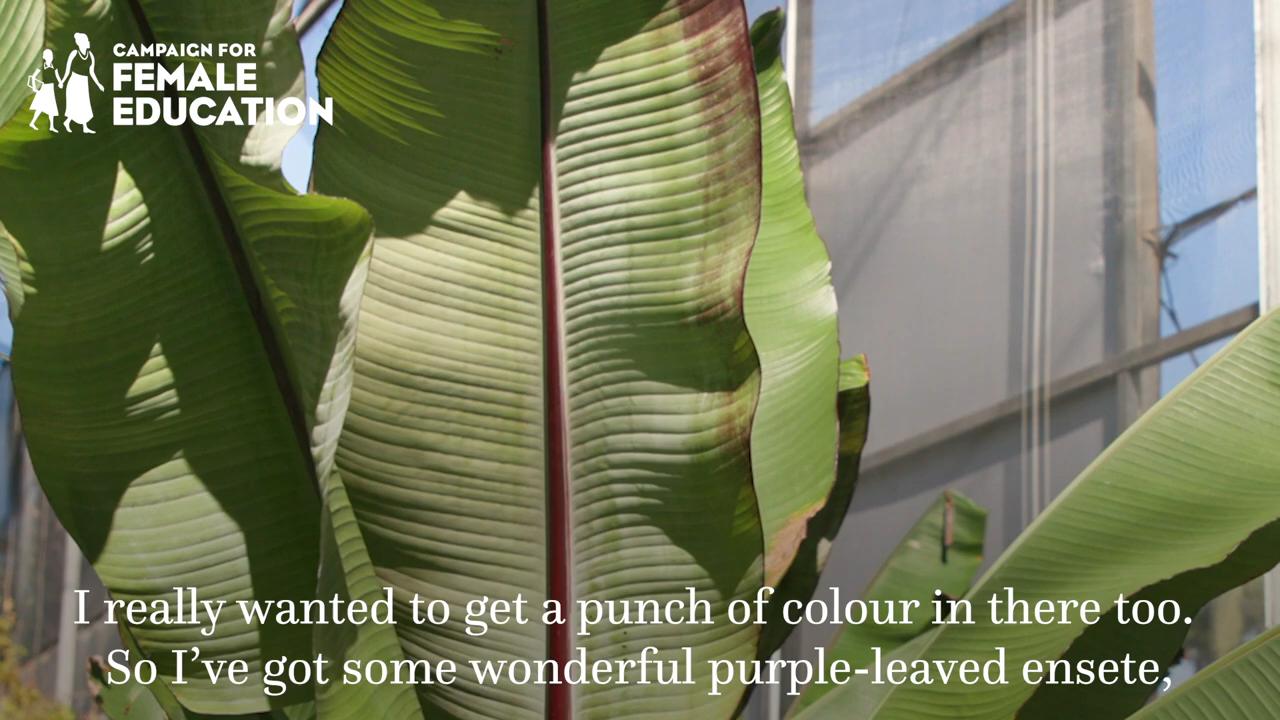 CAMPAIGN FOR
FEMALE
EDUCATION
I really wanted to get a punch of colour in there too.
So I’ve got some wonderful purple-leaved ensete,